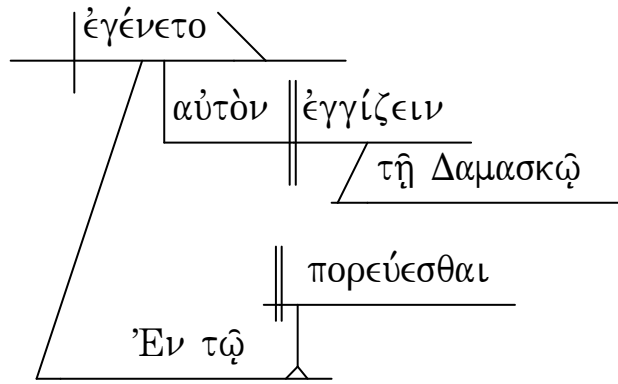 ἐγένετο
αὐτὸν ἐγγίζειν
τῇ Δαμασκῷ
πορεύεσθαι
Ἐν τῷ